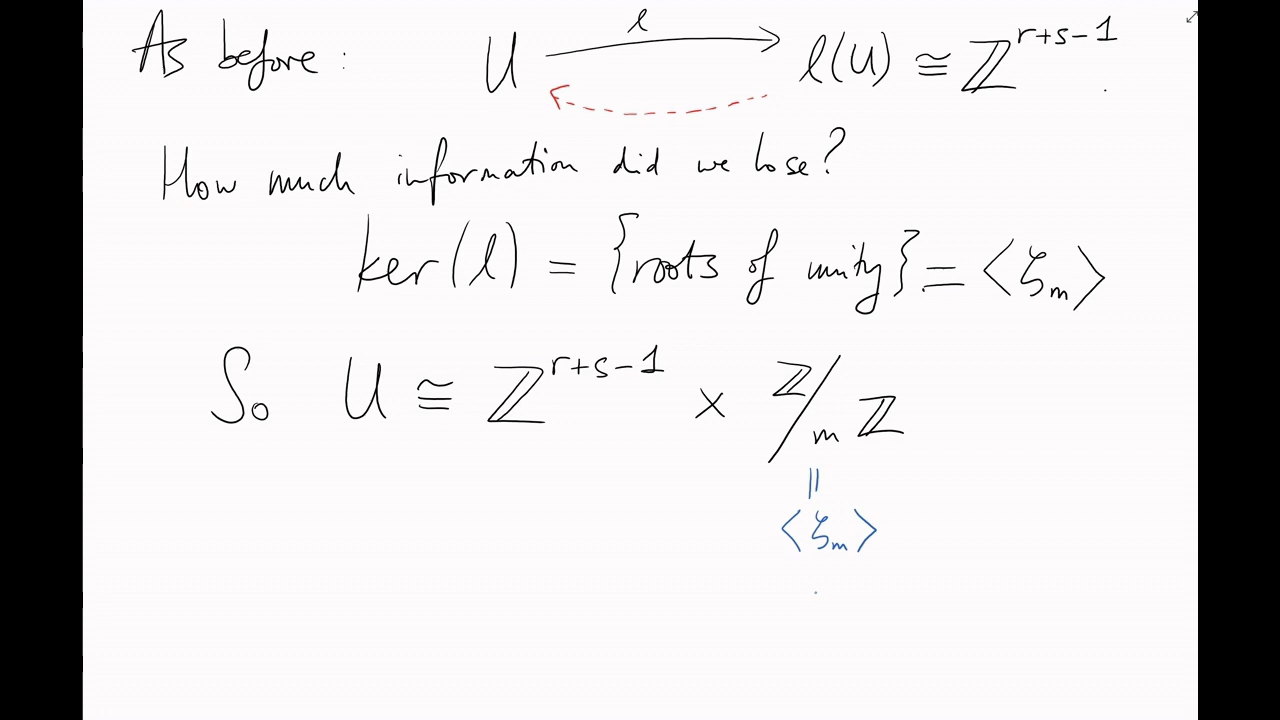 As before: U ℓ→ ℓ(U) ≅ ℤ^{r+s-1}
How much information did we lose?
ker(ℓ) = {roots of unity} = ⟨ζ_m⟩
So U ≅ ℤ^{r+s-1} × ℤ/mℤ
||
⟨ζ_m⟩